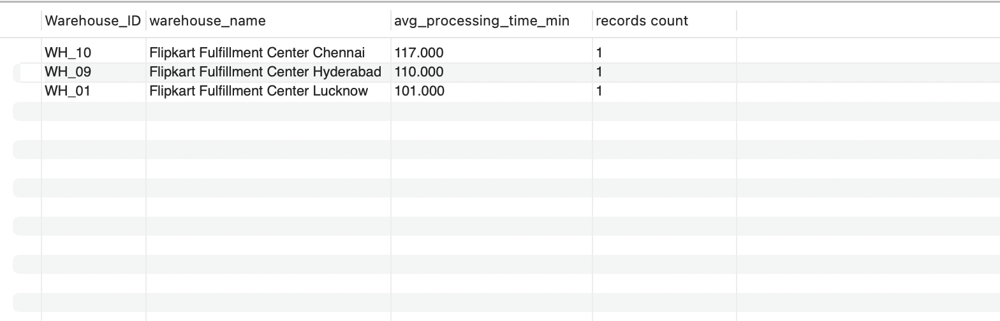 Warehouse_ID warehouse_name avg_processing_time_min records count
WH_10 Flipkart Fulfillment Center Chennai 117.000 1
WH_09 Flipkart Fulfillment Center Hyderabad 110.000 1
WH_01 Flipkart Fulfillment Center Lucknow 101.000 1